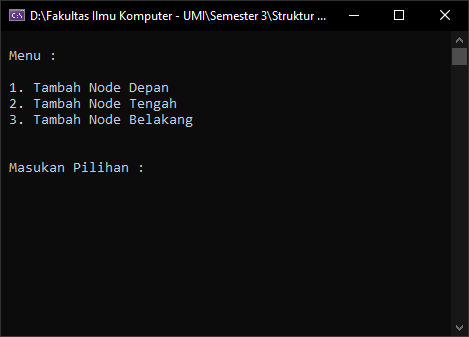 D:\Fakultas Ilmu Komputer - UMI\Semester 3\Struktur ...
Menu :
1. Tambah Node Depan
2. Tambah Node Tengah
3. Tambah Node Belakang
Masukan Pilihan :